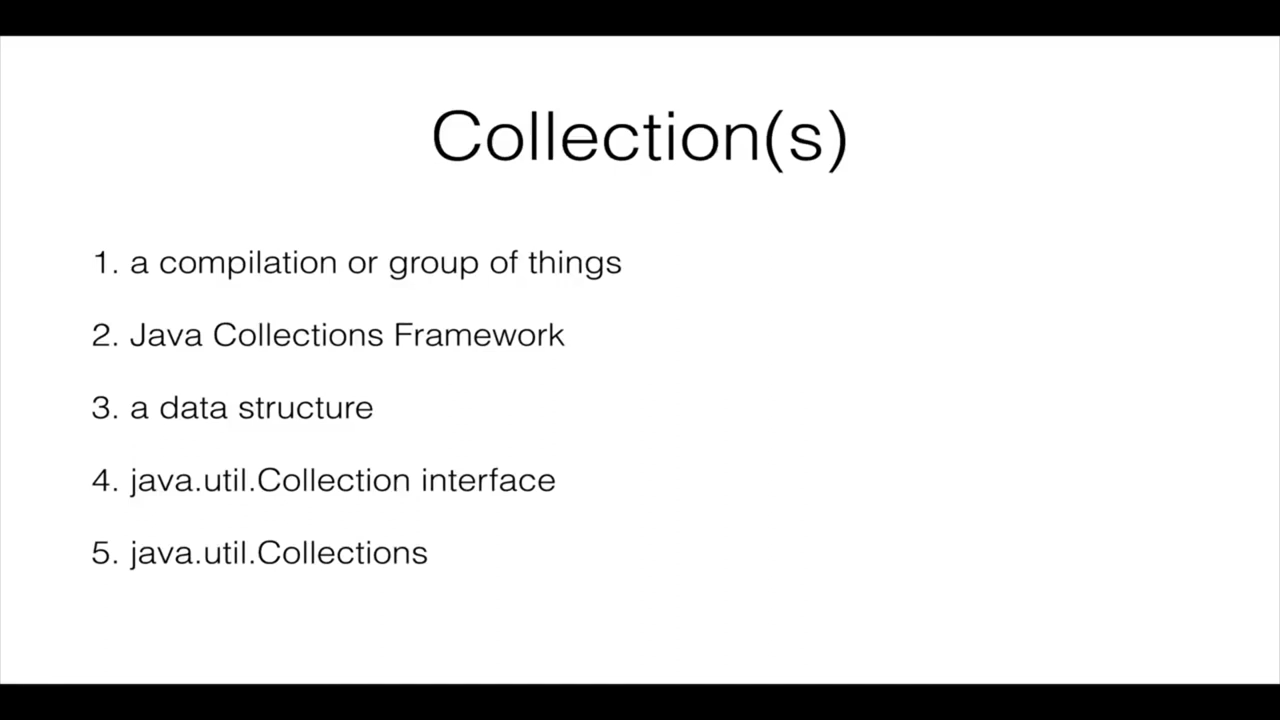 Collection(s)
1. a compilation or group of things
2. Java Collections Framework
3. a data structure
4. java.util.Collection interface
5. java.util.Collections